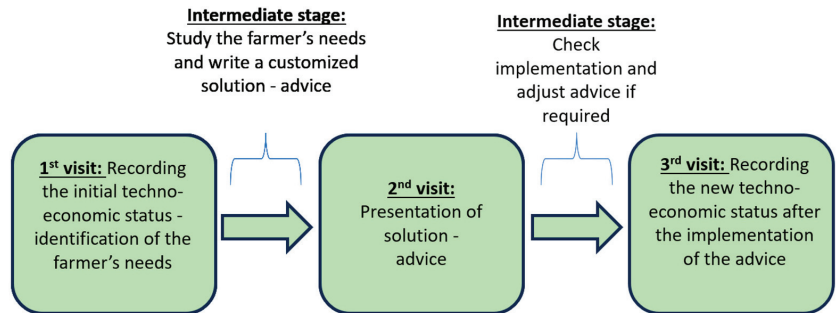 Intermediate stage:
Study the farmer's needs
and write a customized
solution - advice
Intermediate stage:
Check
implementation and
adjust advice if
required
1st visit: Recording
the initial techno-
economic status -
identification of the
farmer's needs
2nd visit:
Presentation of
solution -
advice
3rd visit: Recording
the new techno-
economic status after
the implementation
of the advice